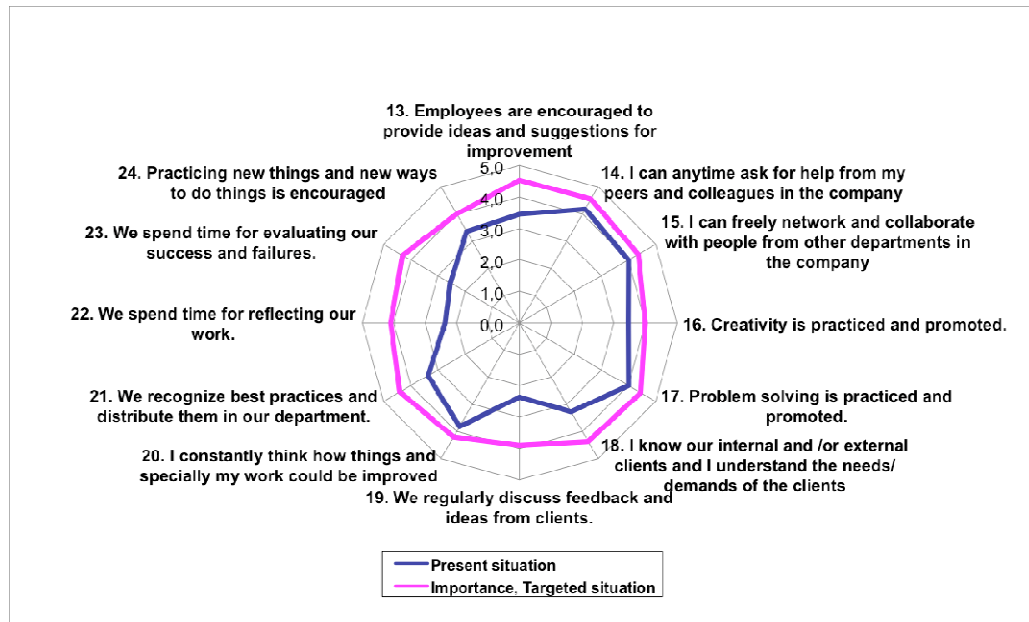 13. Employees are encouraged to
provide ideas and suggestions for
improvement
14. I can anytime ask for help from my
peers and colleagues in the company
15. I can freely network and collaborate
with people from other departments in
the company
16. Creativity is practiced and promoted.
17. Problem solving is practiced and
promoted.
18. I know our internal and /or external
clients and I understand the needs/
demands of the clients
19. We regularly discuss feedback and
ideas from clients.
20. I constantly think how things and
specially my work could be improved
21. We recognize best practices and
distribute them in our department.
22. We spend time for reflecting our
work.
23. We spend time for evaluating our
success and failures.
24. Practicing new things and new ways
to do things is encouraged
5,0
4,0
3,0
2,0
1,0
0,0
Present situation
Importance, Targeted situation